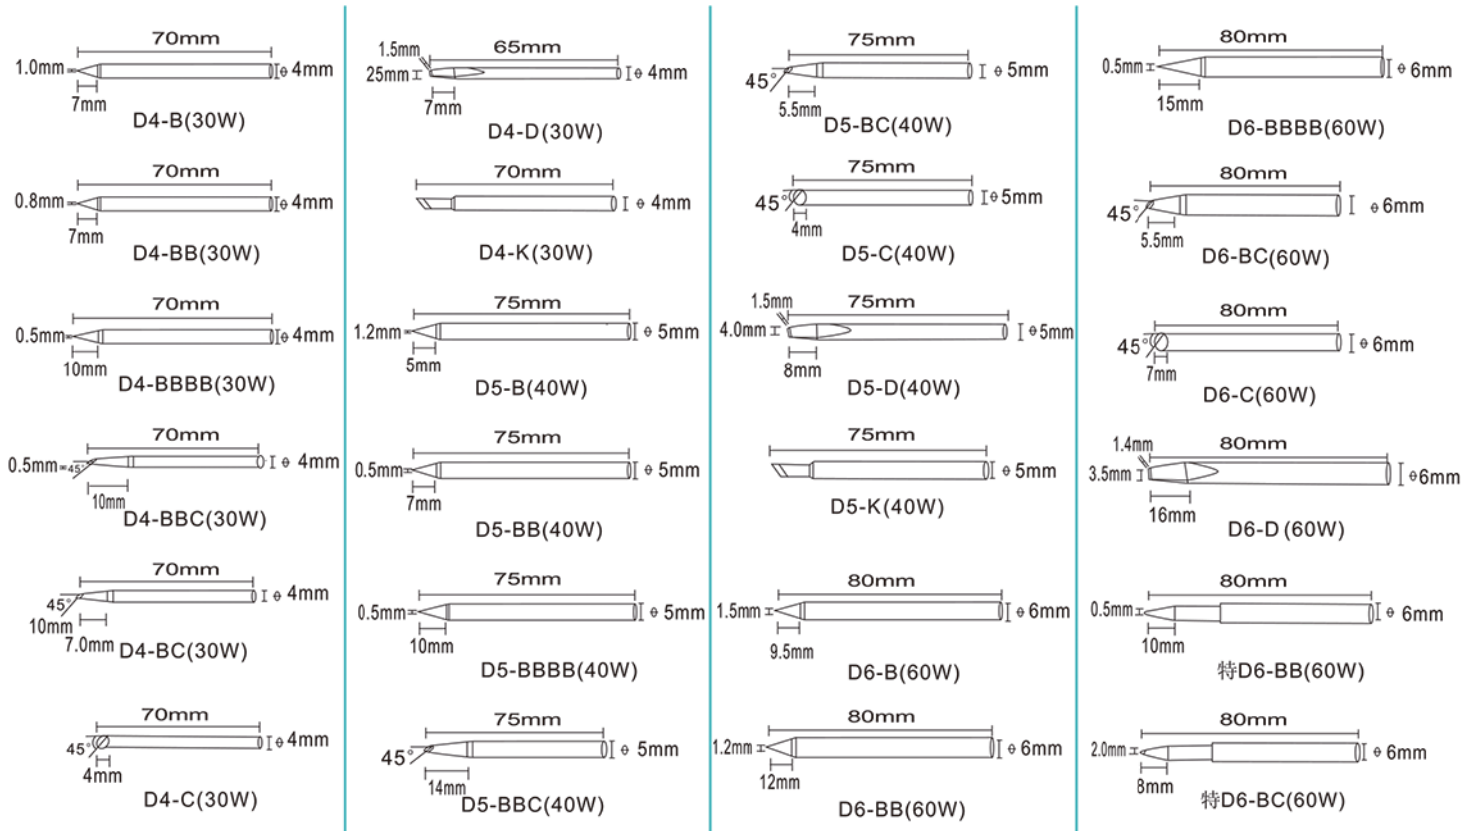 70mm
1.0mm
4mm
7mm
D4-B(30W)
70mm
0.8mm
4mm
7mm
D4-BB(30W)
70mm
0.5mm
4mm
10mm
D4-BBBB(30W)
70mm
0.5mm
45°
4mm
10mm
D4-BBC(30W)
70mm
45°
4mm
10mm
7.0mm
D4-BC(30W)
70mm
45°
4mm
4mm
D4-C(30W)
1.5mm
65mm
25mm
4mm
7mm
D4-D(30W)
70mm
4mm
D4-K(30W)
75mm
1.2mm
5mm
5mm
D5-B(40W)
75mm
0.5mm
5mm
7mm
D5-BB(40W)
75mm
0.5mm
5mm
10mm
D5-BBBB(40W)
75mm
45°
5mm
14mm
D5-BBC(40W)
75mm
45°
5mm
5.5mm
D5-BC(40W)
75mm
45°
5mm
4mm
D5-C(40W)
1.5mm
75mm
4.0mm
5mm
8mm
D5-D(40W)
75mm
5mm
D5-K(40W)
80mm
1.5mm
6mm
9.5mm
D6-B(60W)
80mm
1.2mm
6mm
12mm
D6-BB(60W)
80mm
0.5mm
6mm
15mm
D6-BBBB(60W)
80mm
45°
6mm
5.5mm
D6-BC(60W)
80mm
45°
6mm
7mm
D6-C(60W)
1.4mm
80mm
3.5mm
6mm
16mm
D6-D(60W)
80mm
0.5mm
6mm
10mm
特D6-BB(60W)
80mm
2.0mm
6mm
8mm
特D6-BC(60W)